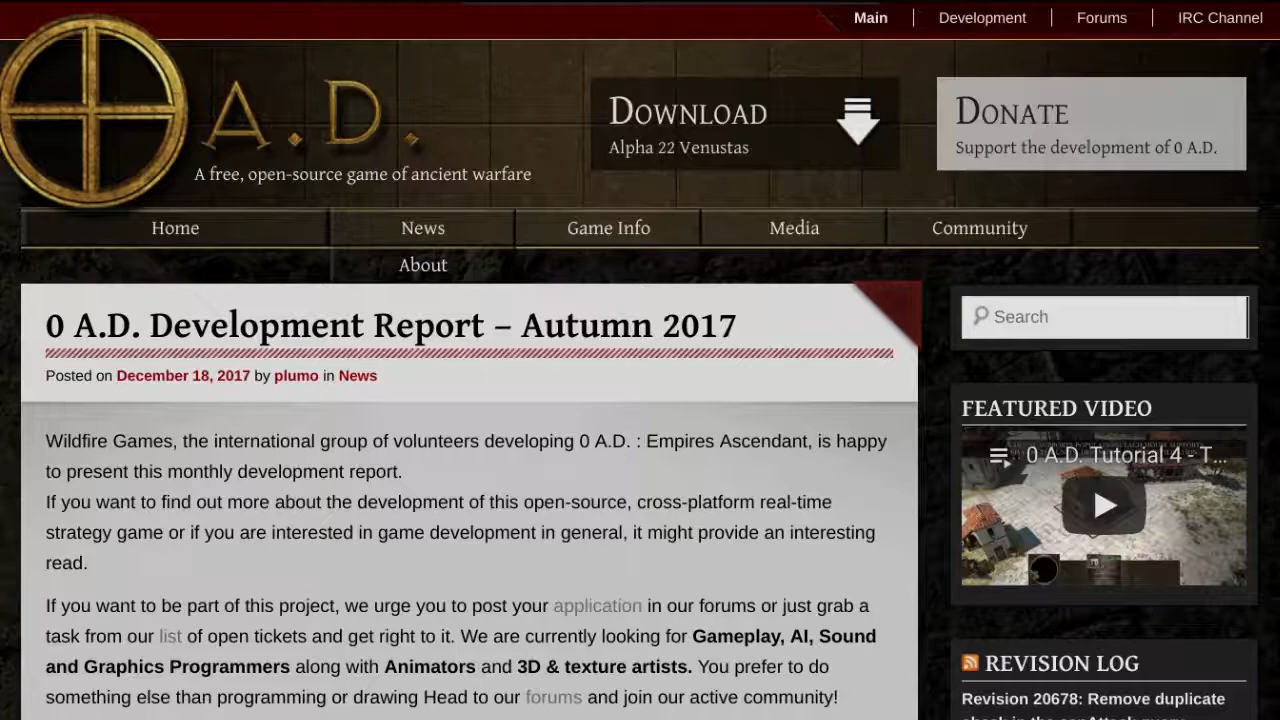 Main
Development
Forums
IRC Channel
0 A.D.
A free, open-source game of ancient warfare
Download
Alpha 22 Venustas
Donate
Support the development of 0 A.D.
Home
News
Game Info
Media
Community
About
0 A.D. Development Report – Autumn 2017
Posted on December 18, 2017 by plumo in News
Wildfire Games, the international group of volunteers developing 0 A.D. : Empires Ascendant, is happy
to present this monthly development report.
If you want to find out more about the development of this open-source, cross-platform real-time
strategy game or if you are interested in game development in general, it might provide an interesting
read.
If you want to be part of this project, we urge you to post your application in our forums or just grab a
task from our list of open tickets and get right to it. We are currently looking for Gameplay, AI, Sound
and Graphics Programmers along with Animators and 3D & texture artists. You prefer to do
something else than programming or drawing Head to our forums and join our active community!
Search
FEATURED VIDEO
0 A.D. Tutorial 4 - T...
REVISION LOG
Revision 20678: Remove duplicate